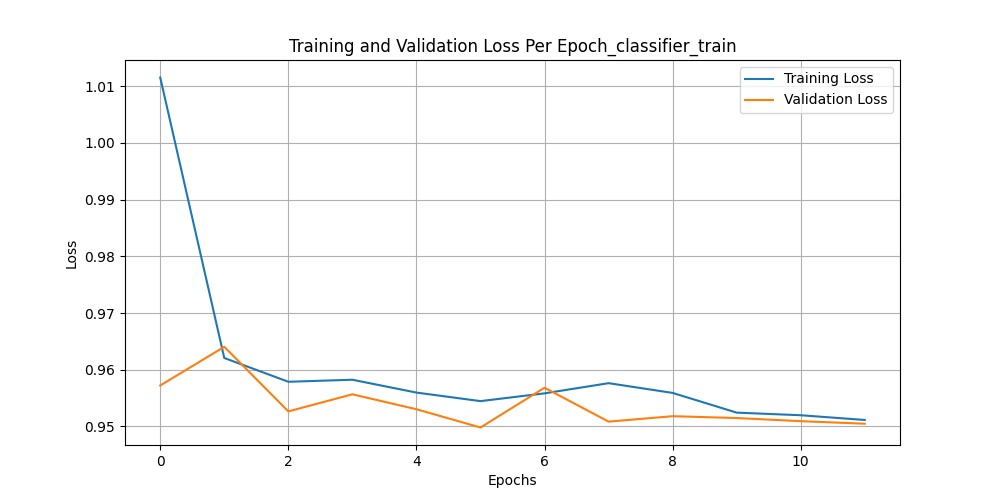 Training and Validation Loss Per Epoch_classifier_train
Training Loss
Validation Loss
1.01
1.00
0.99
0.98
0.97
0.96
0.95
Loss
0 2 4 6 8 10
Epochs